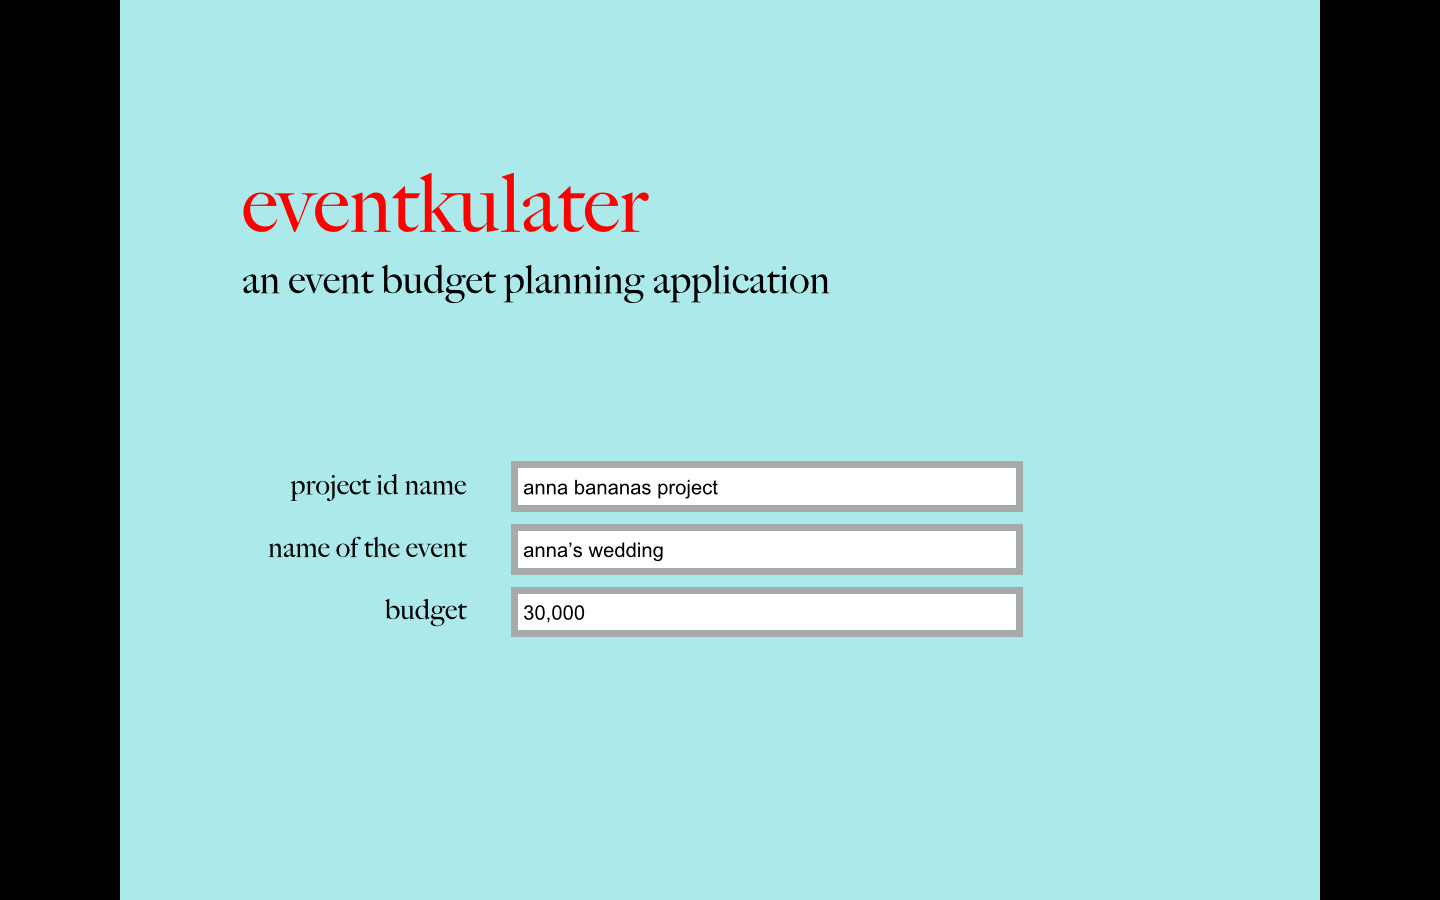 eventkulater
an event budget planning application
project id name anna bananas project
name of the event anna’s wedding
budget 30,000